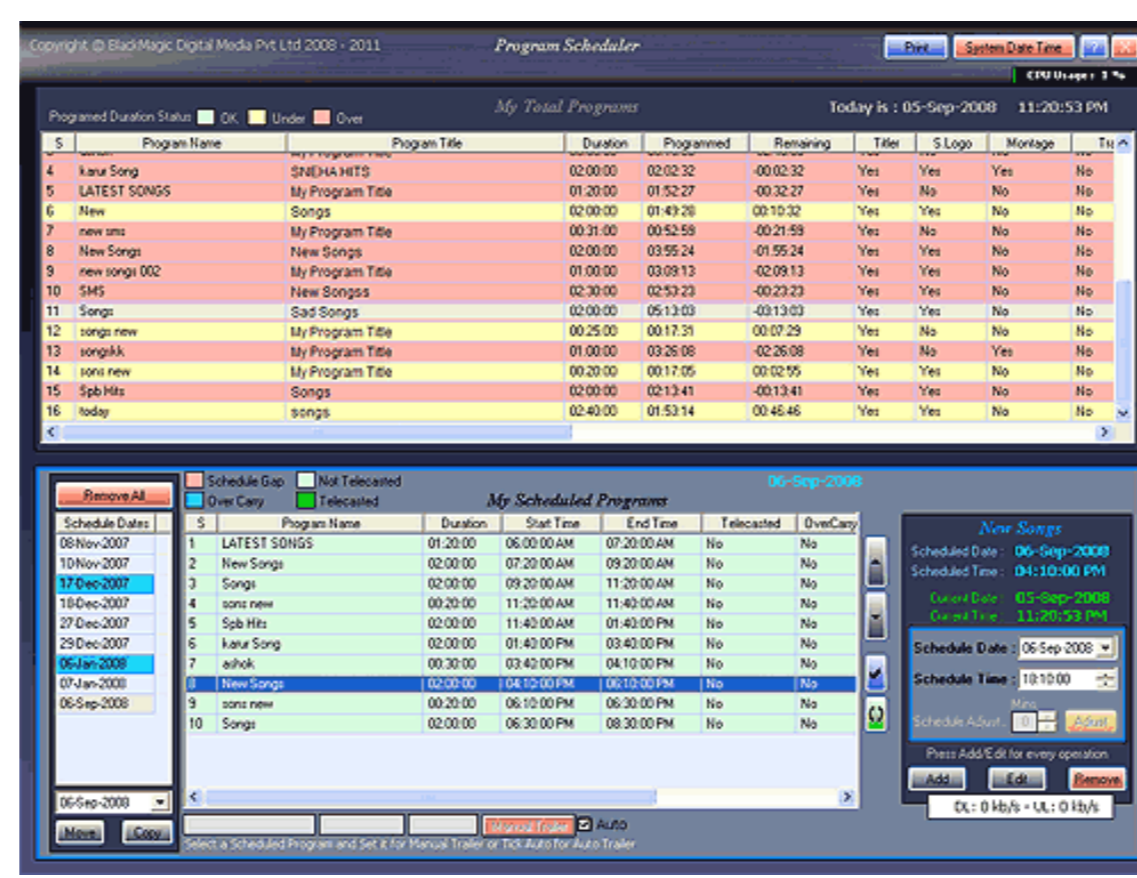 Copyright © BlackMagic Digital Media Pvt Ltd 2008 - 2011 Program Scheduler Print System Date Time ?
CPU Usage : 3 %
Programed Duration Status OK Under Over My Total Programs Today is : 05-Sep-2008 11:20:53 PM
S Program Name Program Title Duration Programmed Remaining Titler S.Logo Montage
4 karur Song SNEHA HITS 02:00:00 02:02:32 -00:02:32 Yes Yes Yes No
5 LATEST SONGS My Program Title 01:20:00 01:52:27 -00:32:27 Yes No No No
6 New Songs 02:00:00 01:49:28 00:10:32 Yes Yes No No
7 new sms My Program Title 00:31:00 00:52:59 -00:21:59 Yes No No No
8 New Songs New Songs 02:00:00 03:55:24 -01:55:24 Yes Yes No No
9 new songs 002 My Program Title 01:00:00 03:09:13 -02:09:13 Yes Yes No No
10 SMS New Songss 02:30:00 02:53:23 -00:23:23 Yes Yes No No
11 Songs Sad Songs 02:00:00 05:13:03 -03:13:03 Yes Yes No No
12 songs new My Program Title 00:25:00 00:17:31 00:07:29 Yes No No No
13 songskk My Program Title 01:00:00 03:26:08 -02:26:08 Yes No Yes No
14 sons new My Program Title 00:20:00 00:17:05 00:02:55 Yes Yes No No
15 Spb Hits Songs 02:00:00 02:13:41 -00:13:41 Yes Yes No No
16 today songs 02:40:00 01:53:14 00:46:46 Yes Yes No No
Remove All
Schedule Dates
08-Nov-2007
10-Nov-2007
17-Dec-2007
18-Dec-2007
27-Dec-2007
29-Dec-2007
06-Jan-2008
07-Jan-2008
06-Sep-2008
06-Sep-2008
Move Copy
Schedule Gap Not Telecasted 06-Sep-2008
Over Carry Telecasted My Scheduled Programs
S Program Name Duration Start Time End Time Telecasted OverCarry
1 LATEST SONGS 01:20:00 06:00:00 AM 07:20:00 AM No No
2 New Songs 02:00:00 07:20:00 AM 09:20:00 AM No No
3 Songs 02:00:00 09:20:00 AM 11:20:00 AM No No
4 sons new 00:20:00 11:20:00 AM 11:40:00 AM No No
5 Spb Hits 02:00:00 11:40:00 AM 01:40:00 PM No No
6 karur Song 02:00:00 01:40:00 PM 03:40:00 PM No No
7 ashok 00:30:00 03:42:00 PM 04:10:00 PM No No
8 New Songs 02:00:00 04:10:00 PM 06:10:00 PM No No
9 sons new 00:20:00 06:10:00 PM 06:30:00 PM No No
10 Songs 02:00:00 06:30:00 PM 08:30:00 PM No No
Manual Trailer Auto
Select a Scheduled Program and Set it for Manual Trailer or Tick Auto for Auto Trailer
New Songs
Scheduled Date : 06-Sep-2008
Scheduled Time : 04:10:00 PM
Current Date : 05-Sep-2008
Current Time : 11:20:53 PM
Schedule Date : 06-Sep-2008
Schedule Time : 18:10:00
Mins
Schedule Adjust.. 0 Adjust
Press Add/Edit for every operation
Add Edit Remove
DL : 0 kb/s - UL : 0 kb/s